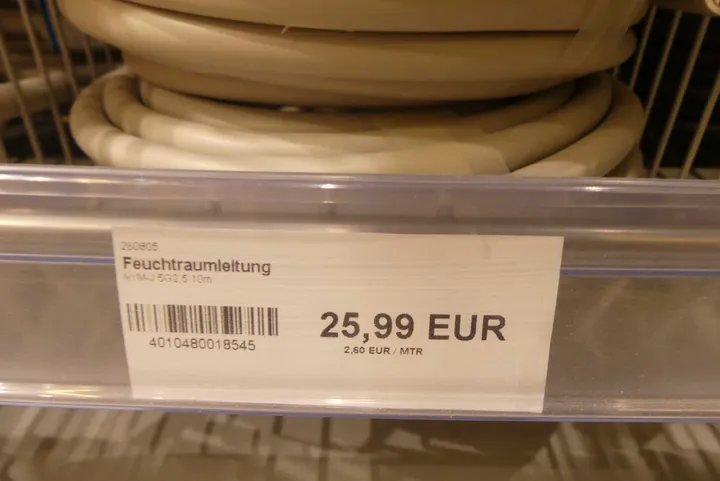 260805
Feuchtraumleitung
NYM-J 5G2,5 10m
4010480018545
25,99 EUR
2,60 EUR / MTR